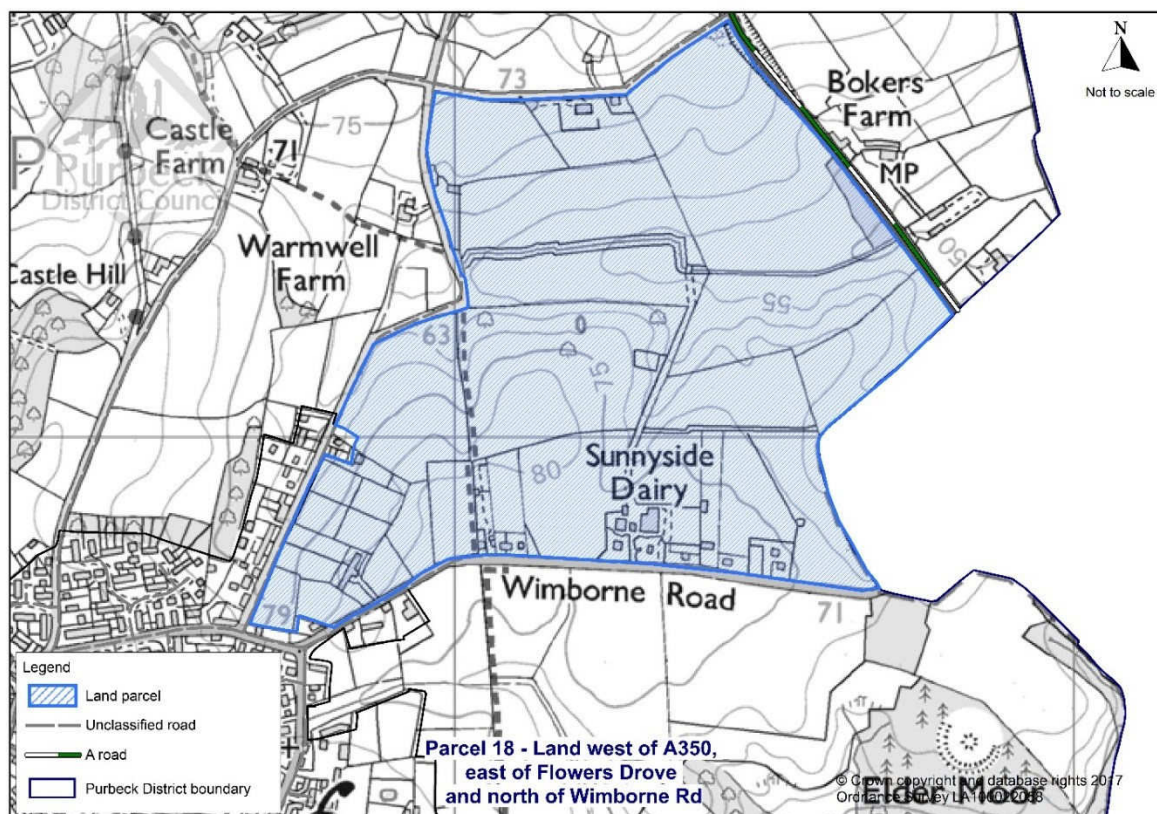 N
Not to scale
73
Bokers
Farm
75
Castle
Farm
71
MP
P
Purbeck
District Council
50
Warmwell
Farm
Castle Hill
55
63
0
75
Sunnyside
Dairy
80
Wimborne Road
79
71
Legend
Land parcel
Unclassified road
A road
Purbeck District boundary
Parcel 18 - Land west of A350,
east of Flowers Drove
and north of Wimborne Rd
Elder Moor
© Crown copyright and database rights 2017
Ordnance Survey